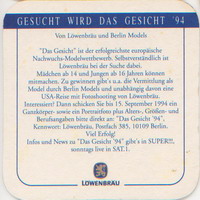 GESUCHT WIRD DAS GESICHT '94
Von Löwenbräu und Berlin Models
"Das Gesicht" ist der erfolgreichste europäische
Nachwuchs-Modelwettbewerb. Selbstverständlich ist
Löwenbräu bei der Suche dabei.
Mädchen ab 14 und Jungen ab 16 Jahren können
mitmachen. Zu gewinnen gibt's u.a. die Vermittlung als
Model durch Berlin Models und unabhängig davon eine
USA-Reise mit Fotoshooting von Löwenbräu.
Interessiert? Dann schicken Sie bis 15. September 1994 ein
Ganzkörper- sowie ein Portraitfoto plus Alters-, Größen- und
Berufsangaben bitte direkt an: "Das Gesicht",
Kennwort: Löwenbräu, Postfach 385, 10109 Berlin.
Viel Erfolg!
Infos und News zu "Das Gesicht '94" gibt's in SUPER!!!,
sonntags live in SAT.1.
LÖWENBRÄU